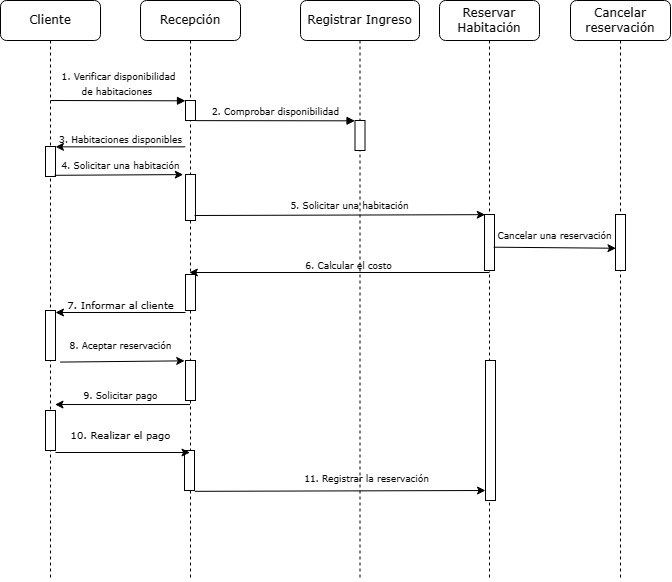 Cliente
Recepción
Registrar Ingreso
Reservar
Habitación
Cancelar
reservación
1. Verificar disponibilidad
de habitaciones
2. Comprobar disponibilidad
3. Habitaciones disponibles
4. Solicitar una habitación
5. Solicitar una habitación
Cancelar una reservación
6. Calcular el costo
7. Informar al cliente
8. Aceptar reservación
9. Solicitar pago
10. Realizar el pago
11. Registrar la reservación